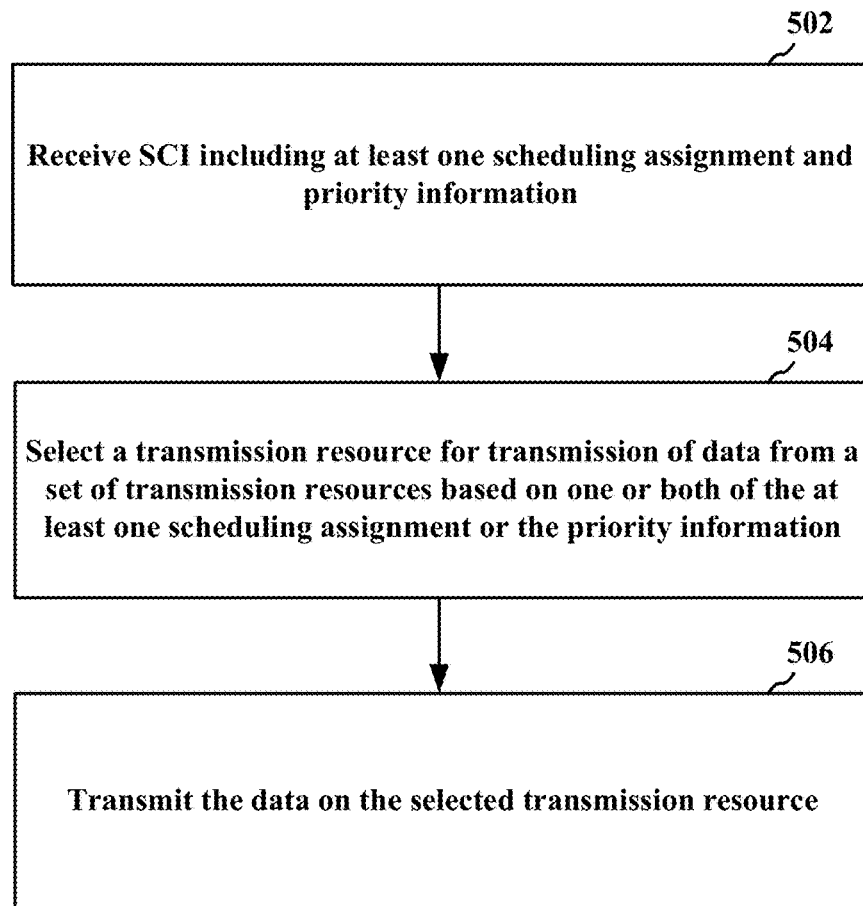 502
Receive SCI including at least one scheduling assignment and
priority information
504
Select a transmission resource for transmission of data from a
set of transmission resources based on one or both of the at
least one scheduling assignment or the priority information
506
Transmit the data on the selected transmission resource